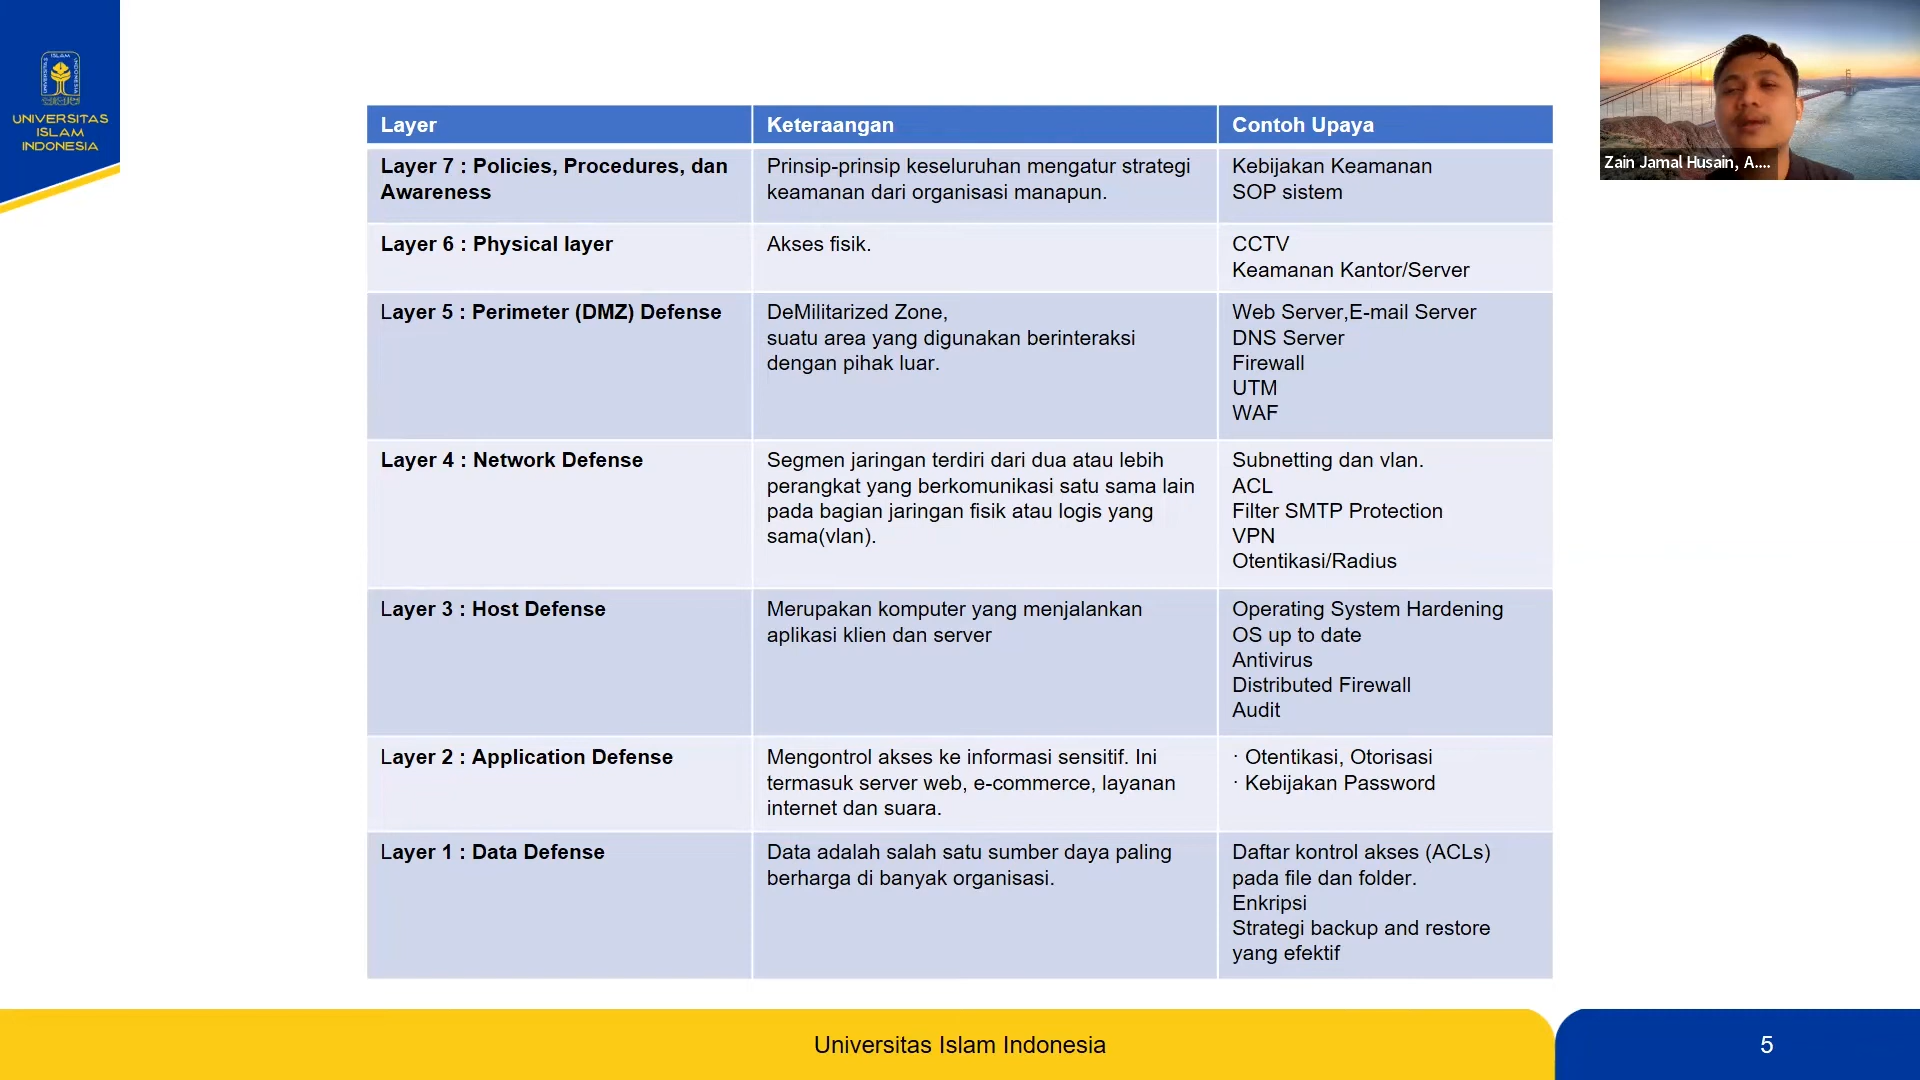 ISLAM
UNIVERSITAS
INDONESIA
UNIVERSITAS
ISLAM
INDONESIA
Zain Jamal Husain, A....
Layer
Keteraangan
Contoh Upaya
Layer 7 : Policies, Procedures, dan
Awareness
Prinsip-prinsip keseluruhan mengatur strategi
keamanan dari organisasi manapun.
Kebijakan Keamanan
SOP sistem
Layer 6 : Physical layer
Akses fisik.
CCTV
Keamanan Kantor/Server
Layer 5 : Perimeter (DMZ) Defense
DeMilitarized Zone,
suatu area yang digunakan berinteraksi
dengan pihak luar.
Web Server,E-mail Server
DNS Server
Firewall
UTM
WAF
Layer 4 : Network Defense
Segmen jaringan terdiri dari dua atau lebih
perangkat yang berkomunikasi satu sama lain
pada bagian jaringan fisik atau logis yang
sama(vlan).
Subnetting dan vlan.
ACL
Filter SMTP Protection
VPN
Otentikasi/Radius
Layer 3 : Host Defense
Merupakan komputer yang menjalankan
aplikasi klien dan server
Operating System Hardening
OS up to date
Antivirus
Distributed Firewall
Audit
Layer 2 : Application Defense
Mengontrol akses ke informasi sensitif. Ini
termasuk server web, e-commerce, layanan
internet dan suara.
· Otentikasi, Otorisasi
· Kebijakan Password
Layer 1 : Data Defense
Data adalah salah satu sumber daya paling
berharga di banyak organisasi.
Daftar kontrol akses (ACLs)
pada file dan folder.
Enkripsi
Strategi backup and restore
yang efektif
Universitas Islam Indonesia
5